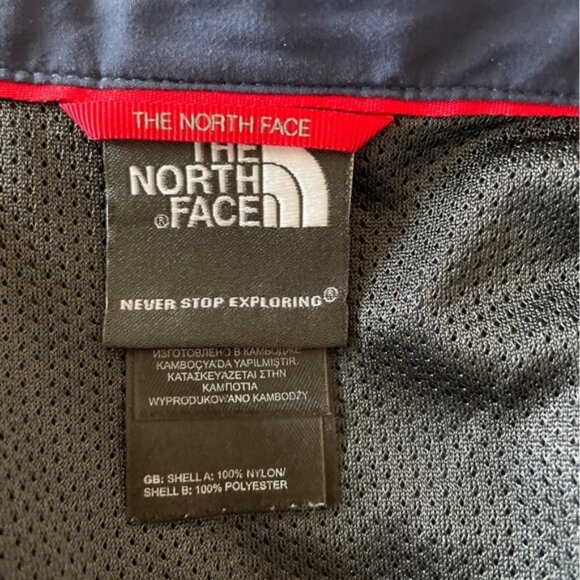 THE NORTH FACE
THE
NORTH
®FACE
NEVER STOP EXPLORING®
ИЗГОТОВЛЕНО В КАМБОДЖЕ
KAMBOÇYA'DA YAPILMIŞTIR.
ΚΑΤΑΣΚΕΥΑΖΕΤΑΙ ΣΤΗΝ
ΚΑΜΠΟΤΙΑ
WYPRODUKOWANO KAMBODŻY
GB: SHELL A: 100% NYLON/
SHELL B: 100% POLYESTER